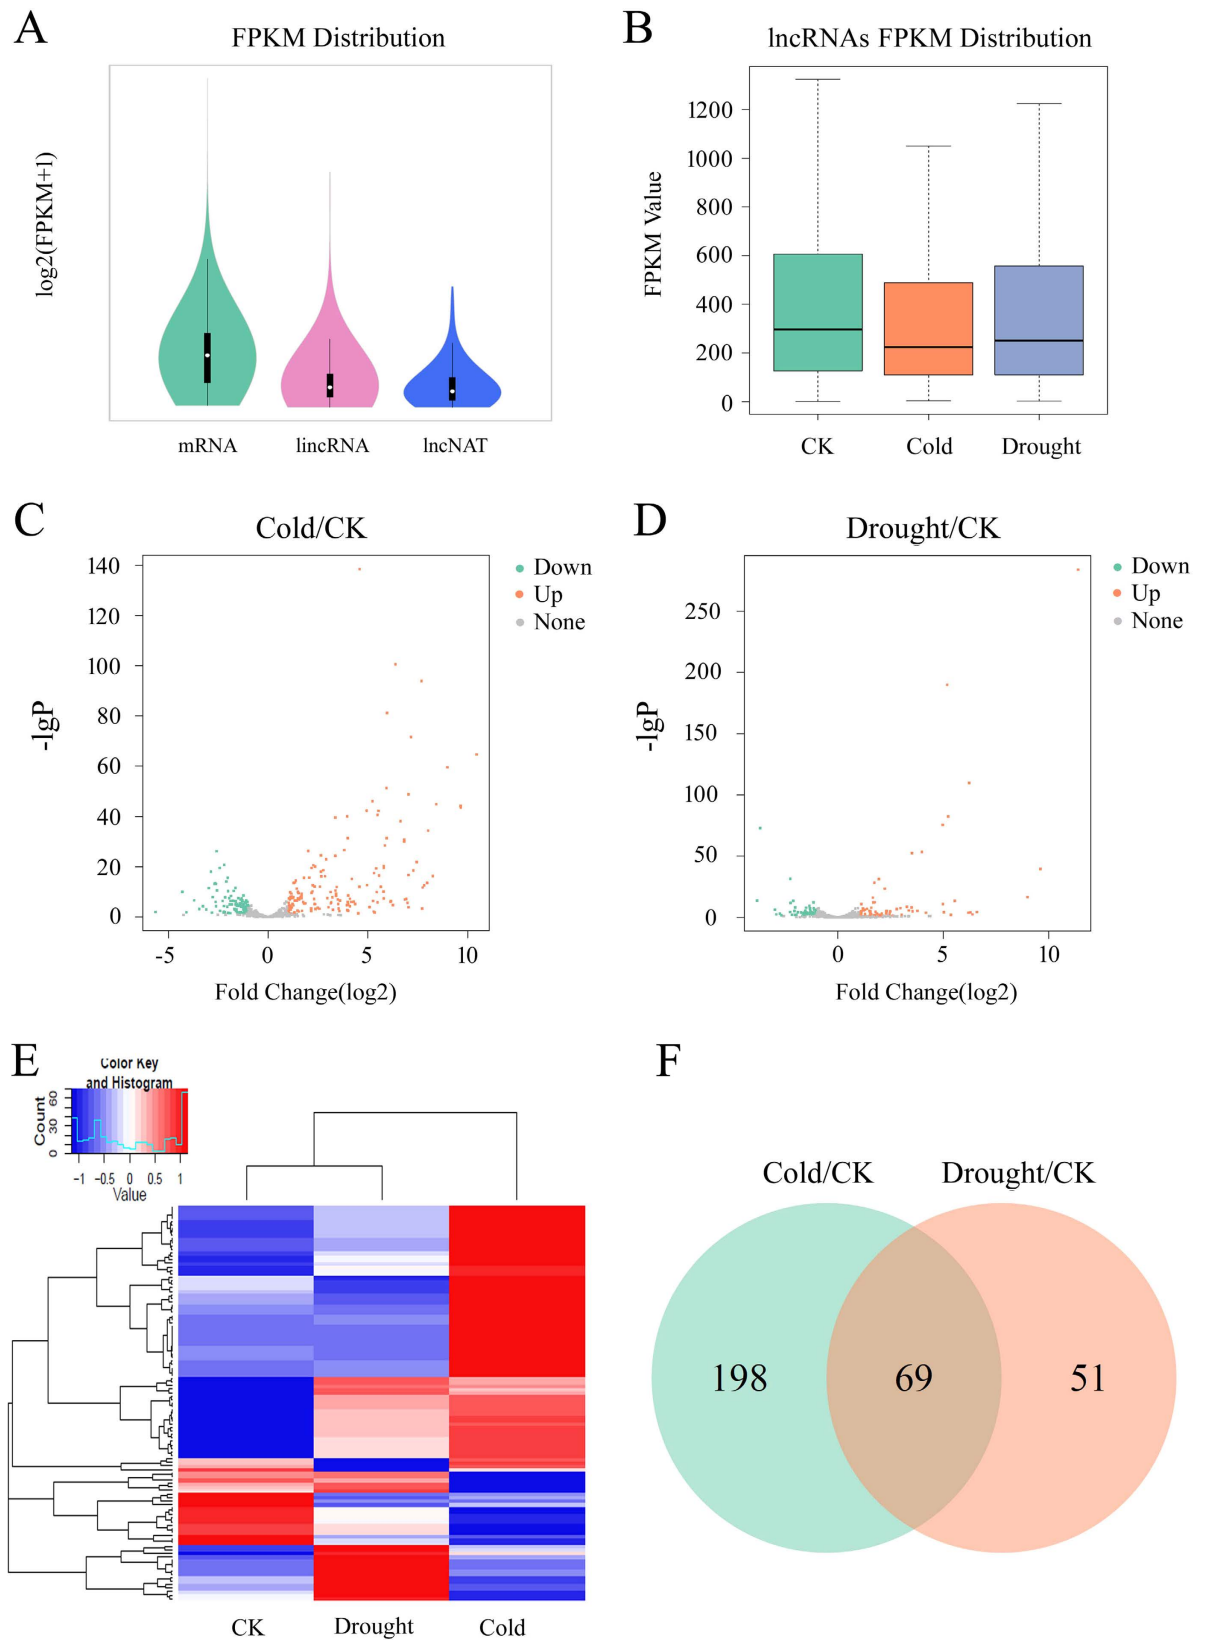 A
FPKM Distribution
log2(FPKM+1)
mRNA
lincRNA
lncNAT
B
lncRNAs FPKM Distribution
FPKM Value
1200
1000
800
600
400
200
0
CK
Cold
Drought
C
Cold/CK
-lgP
140
120
100
80
60
40
20
0
-5
0
5
10
Fold Change(log2)
Down
Up
None
D
Drought/CK
-lgP
250
200
150
100
50
0
0
5
10
Fold Change(log2)
Down
Up
None
E
Color Key
and Histogram
Count
0 30 60
−1 −0.5 0 0.5 1
Value
CK
Drought
Cold
F
Cold/CK
Drought/CK
198
69
51